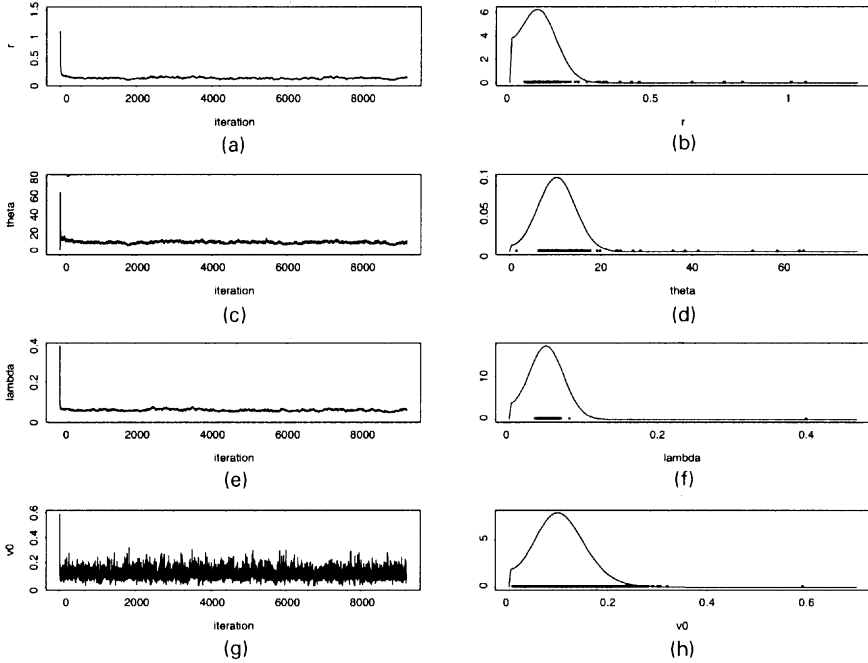 1.5
1
0.5
0
r
0 2000 4000 6000 8000
iteration
(a)
6
4
2
0
0 0.5 1
r
(b)
80
60
40
20
0
theta
0 2000 4000 6000 8000
iteration
(c)
0.1
0.05
0
0 20 40 60
theta
(d)
0.4
0.2
0
lambda
0 2000 4000 6000 8000
iteration
(e)
10
0
0 0.2 0.4
lambda
(f)
0.6
0.4
0.2
0
v0
0 2000 4000 6000 8000
iteration
(g)
5
0
0 0.2 0.4 0.6
v0
(h)